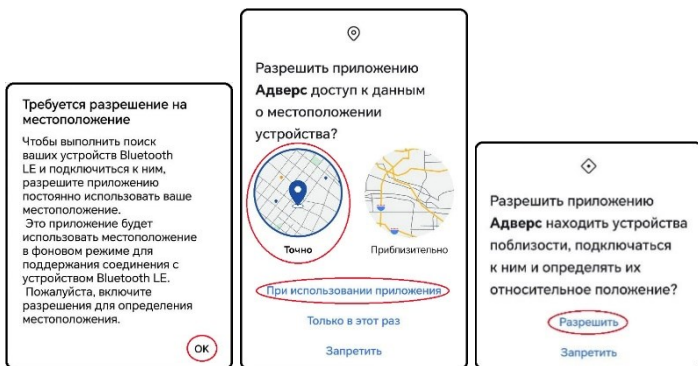 Требуется разрешение на
местоположение
Чтобы выполнить поиск
ваших устройств Bluetooth
LE и подключиться к ним,
разрешите приложению
постоянно использовать ваше
местоположение.
Это приложение будет
использовать местоположение
в фоновом режиме для
поддержания соединения с
устройством Bluetooth LE.
Пожалуйста, включите
разрешения для определения
местоположения.
OK
Разрешить приложению
Адверс доступ к данным
о местоположении
устройства?
Точно
Приблизительно
При использовании приложения
Только в этот раз
Запретить
Разрешить приложению
Адверс находить устройства
поблизости, подключаться
к ним и определять их
относительное положение?
Разрешить
Запретить